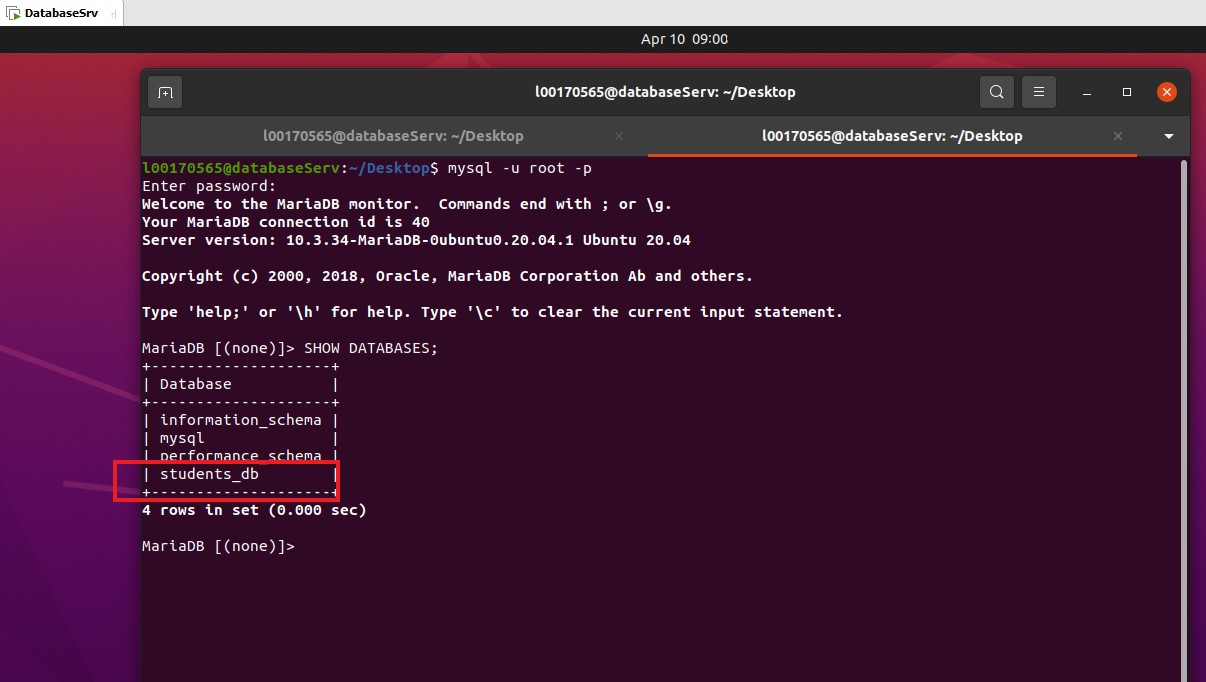 DatabaseSrv
Apr 10 09:00
l00170565@databaseServ: ~/Desktop
l00170565@databaseServ: ~/Desktop × l00170565@databaseServ: ~/Desktop ×
l00170565@databaseServ:~/Desktop$ mysql -u root -p
Enter password:
Welcome to the MariaDB monitor.  Commands end with ; or \g.
Your MariaDB connection id is 40
Server version: 10.3.34-MariaDB-0ubuntu0.20.04.1 Ubuntu 20.04
Copyright (c) 2000, 2018, Oracle, MariaDB Corporation Ab and others.
Type 'help;' or '\h' for help. Type '\c' to clear the current input statement.
MariaDB [(none)]> SHOW DATABASES;
+--------------------+
| Database           |
+--------------------+
| information_schema |
| mysql              |
| performance_schema |
| students_db        |
+--------------------+
4 rows in set (0.000 sec)
MariaDB [(none)]>